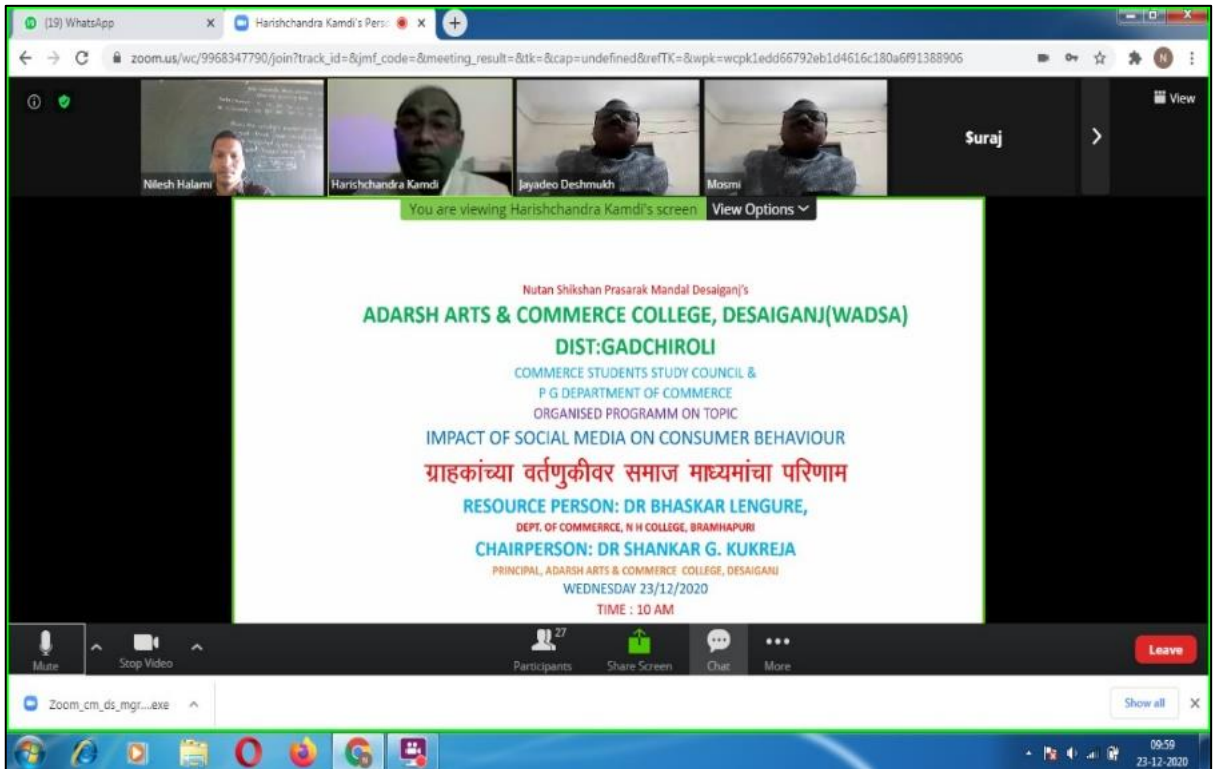 (19) WhatsApp
Harishchandra Kamdi's Perso
zoom.us/wc/9968347790/join?track_id=&jmf_code=&meeting_result=&tk=&cap=undefined&refTK=&wpk=wcpk1edd66792eb1d4616c180a6f91388906
N
View
Nilesh Halami
Harishchandra Kamdi
Jayadeo Deshmukh
Mosmi
$uraj
You are viewing Harishchandra Kamdi's screen View Options
Nutan Shikshan Prasarak Mandal Desaiganj's
ADARSH ARTS & COMMERCE COLLEGE, DESAIGANJ(WADSA)
DIST:GADCHIROLI
COMMERCE STUDENTS STUDY COUNCIL &
P G DEPARTMENT OF COMMERCE
ORGANISED PROGRAMM ON TOPIC
IMPACT OF SOCIAL MEDIA ON CONSUMER BEHAVIOUR
ग्राहकांच्या वर्तणुकीवर समाज माध्यमांचा परिणाम
RESOURCE PERSON: DR BHASKAR LENGURE,
DEPT. OF COMMERRCE, N H COLLEGE, BRAMHAPURI
CHAIRPERSON: DR SHANKAR G. KUKREJA
PRINCIPAL, ADARSH ARTS & COMMERCE COLLEGE, DESAIGANJ
WEDNESDAY 23/12/2020
TIME : 10 AM
Mute
Stop Video
27
Participants
Share Screen
Chat
More
Leave
Zoom_cm_ds_mgr....exe
Show all
09:59
23-12-2020